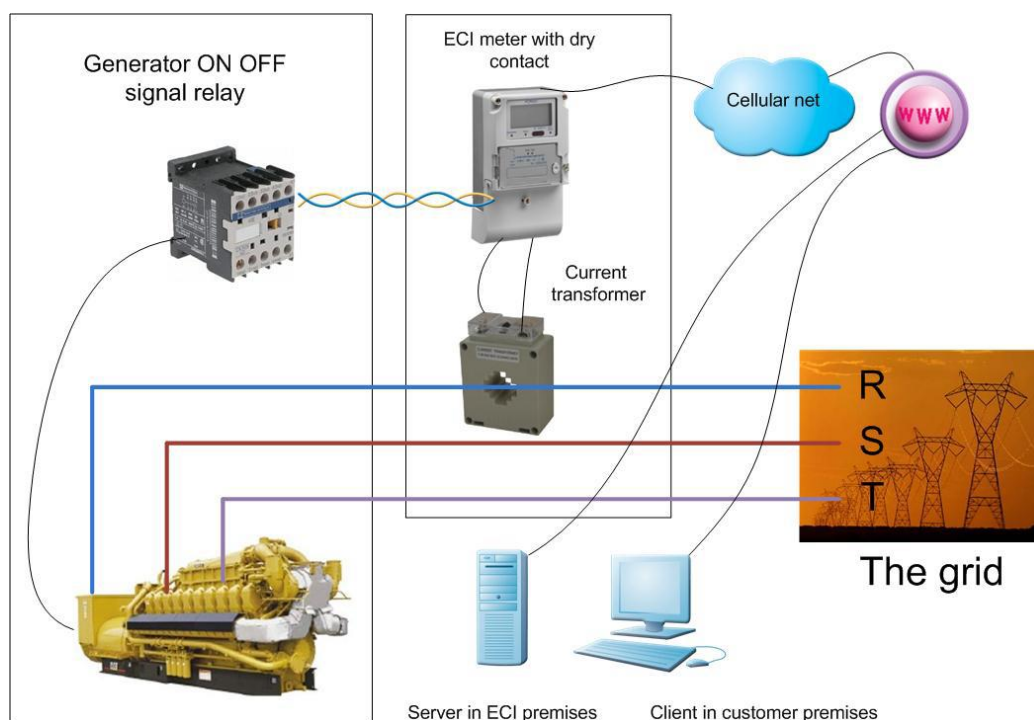 Generator ON OFF
signal relay
ECI meter with dry
contact
Cellular net
WWW
Current
transformer
R
S
T
The grid
Server in ECI premises
Client in customer premises